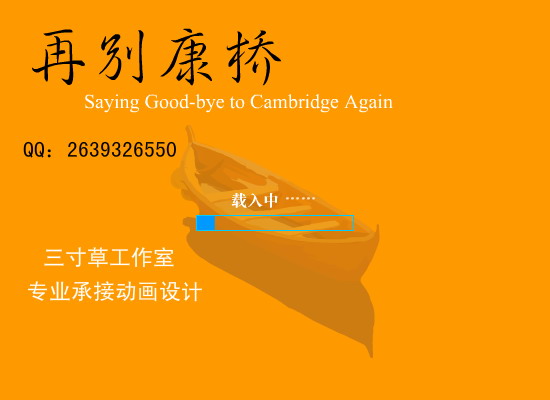 再别康桥
Saying Good-bye to Cambridge Again
QQ：2639326550
载入中 ……
三寸草工作室
专业承接动画设计